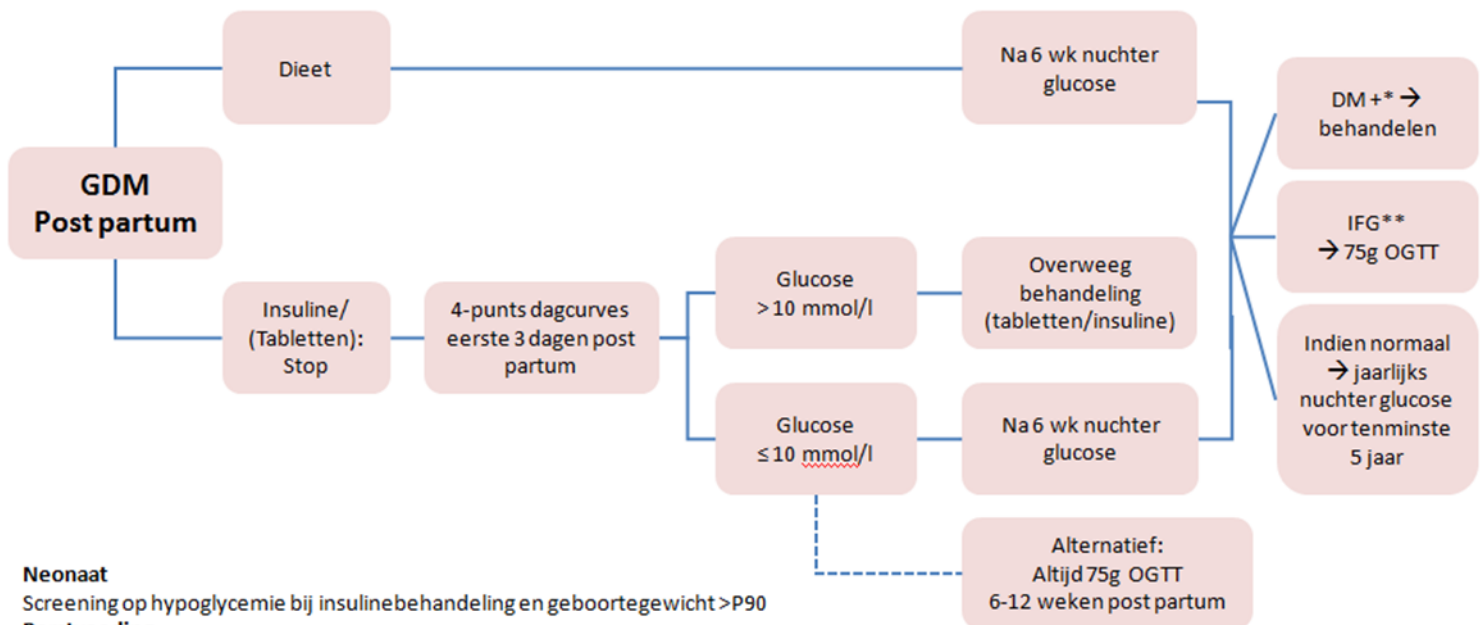 GDM
Post partum
Dieet
Na 6 wk nuchter
glucose
Insuline/
(Tabletten):
Stop
4-punts dagcurves
eerste 3 dagen post
partum
Glucose
>10 mmol/l
Overweeg
behandeling
(tabletten/insuline)
Glucose
≤10 mmol/l
Na 6 wk nuchter
glucose
Alternatief:
Altijd 75g OGTT
6-12 weken post partum
DM +* →
behandelen
IFG**
→ 75g OGTT
Indien normaal
→ jaarlijks
nuchter glucose
voor tenminste
5 jaar
Neonaat
Screening op hypoglycemie bij insulinebehandeling en geboortegewicht >P90